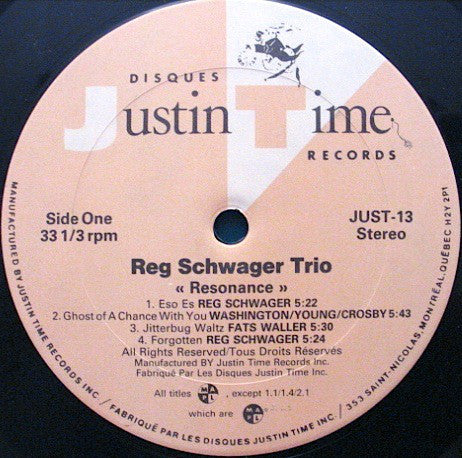 DISQUES
Justin Time
RECORDS
Side One
33 1/3 rpm
JUST-13
Stereo
Reg Schwager Trio
« Resonance »
1. Eso Es REG SCHWAGER 5:22
2. Ghost of A Chance With You WASHINGTON/YOUNG/CROSBY 5:43
3. Jitterbug Waltz FATS WALLER 5:30
4. Forgotten REG SCHWAGER 5:24
All Rights Reserved/Tous Droits Réservés
Manufactured BY Justin Time Records Inc.
Fabriqué Par Les Disques Justin Time Inc.
All titles MAPL, except 1.1/1.4/2.1
which are MAPL
MANUFACTURED BY JUSTIN TIME RECORDS INC / FABRIQUÉ PAR LES DISQUES JUSTIN TIME INC. / 353 SAINT-NICOLAS, MONTRÉAL, QUÉBEC H2Y 2P1